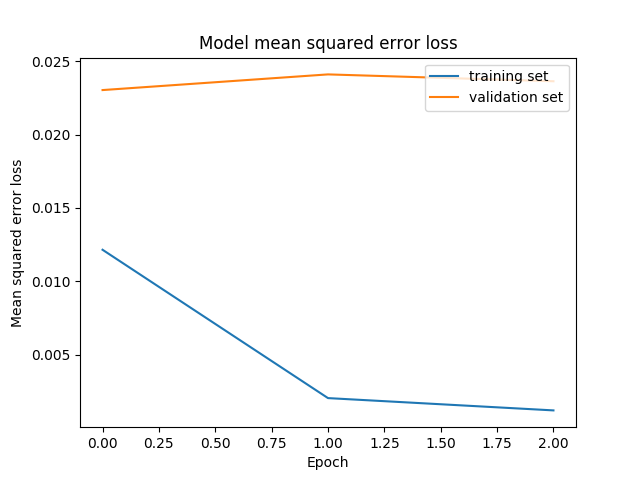 Model mean squared error loss
0.025
0.020
0.015
0.010
0.005
Mean squared error loss
training set
validation set
0.00 0.25 0.50 0.75 1.00 1.25 1.50 1.75 2.00
Epoch